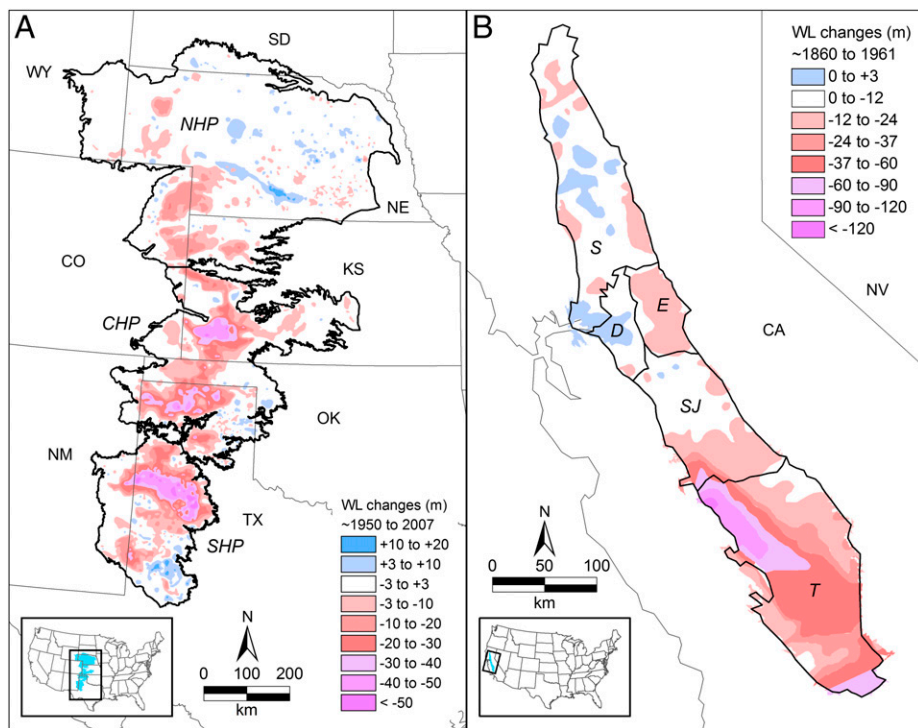 A
SD
WY
NHP
NE
CO
KS
CHP
OK
NM
TX
SHP
WL changes (m)
~1950 to 2007
+10 to +20
+3 to +10
-3 to +3
-3 to -10
-10 to -20
-20 to -30
-30 to -40
-40 to -50
< -50
N
0 100 200
km
B
WL changes (m)
~1860 to 1961
0 to +3
0 to -12
-12 to -24
-24 to -37
-37 to -60
-60 to -90
-90 to -120
< -120
NV
CA
S
E
D
SJ
T
N
0 50 100
km